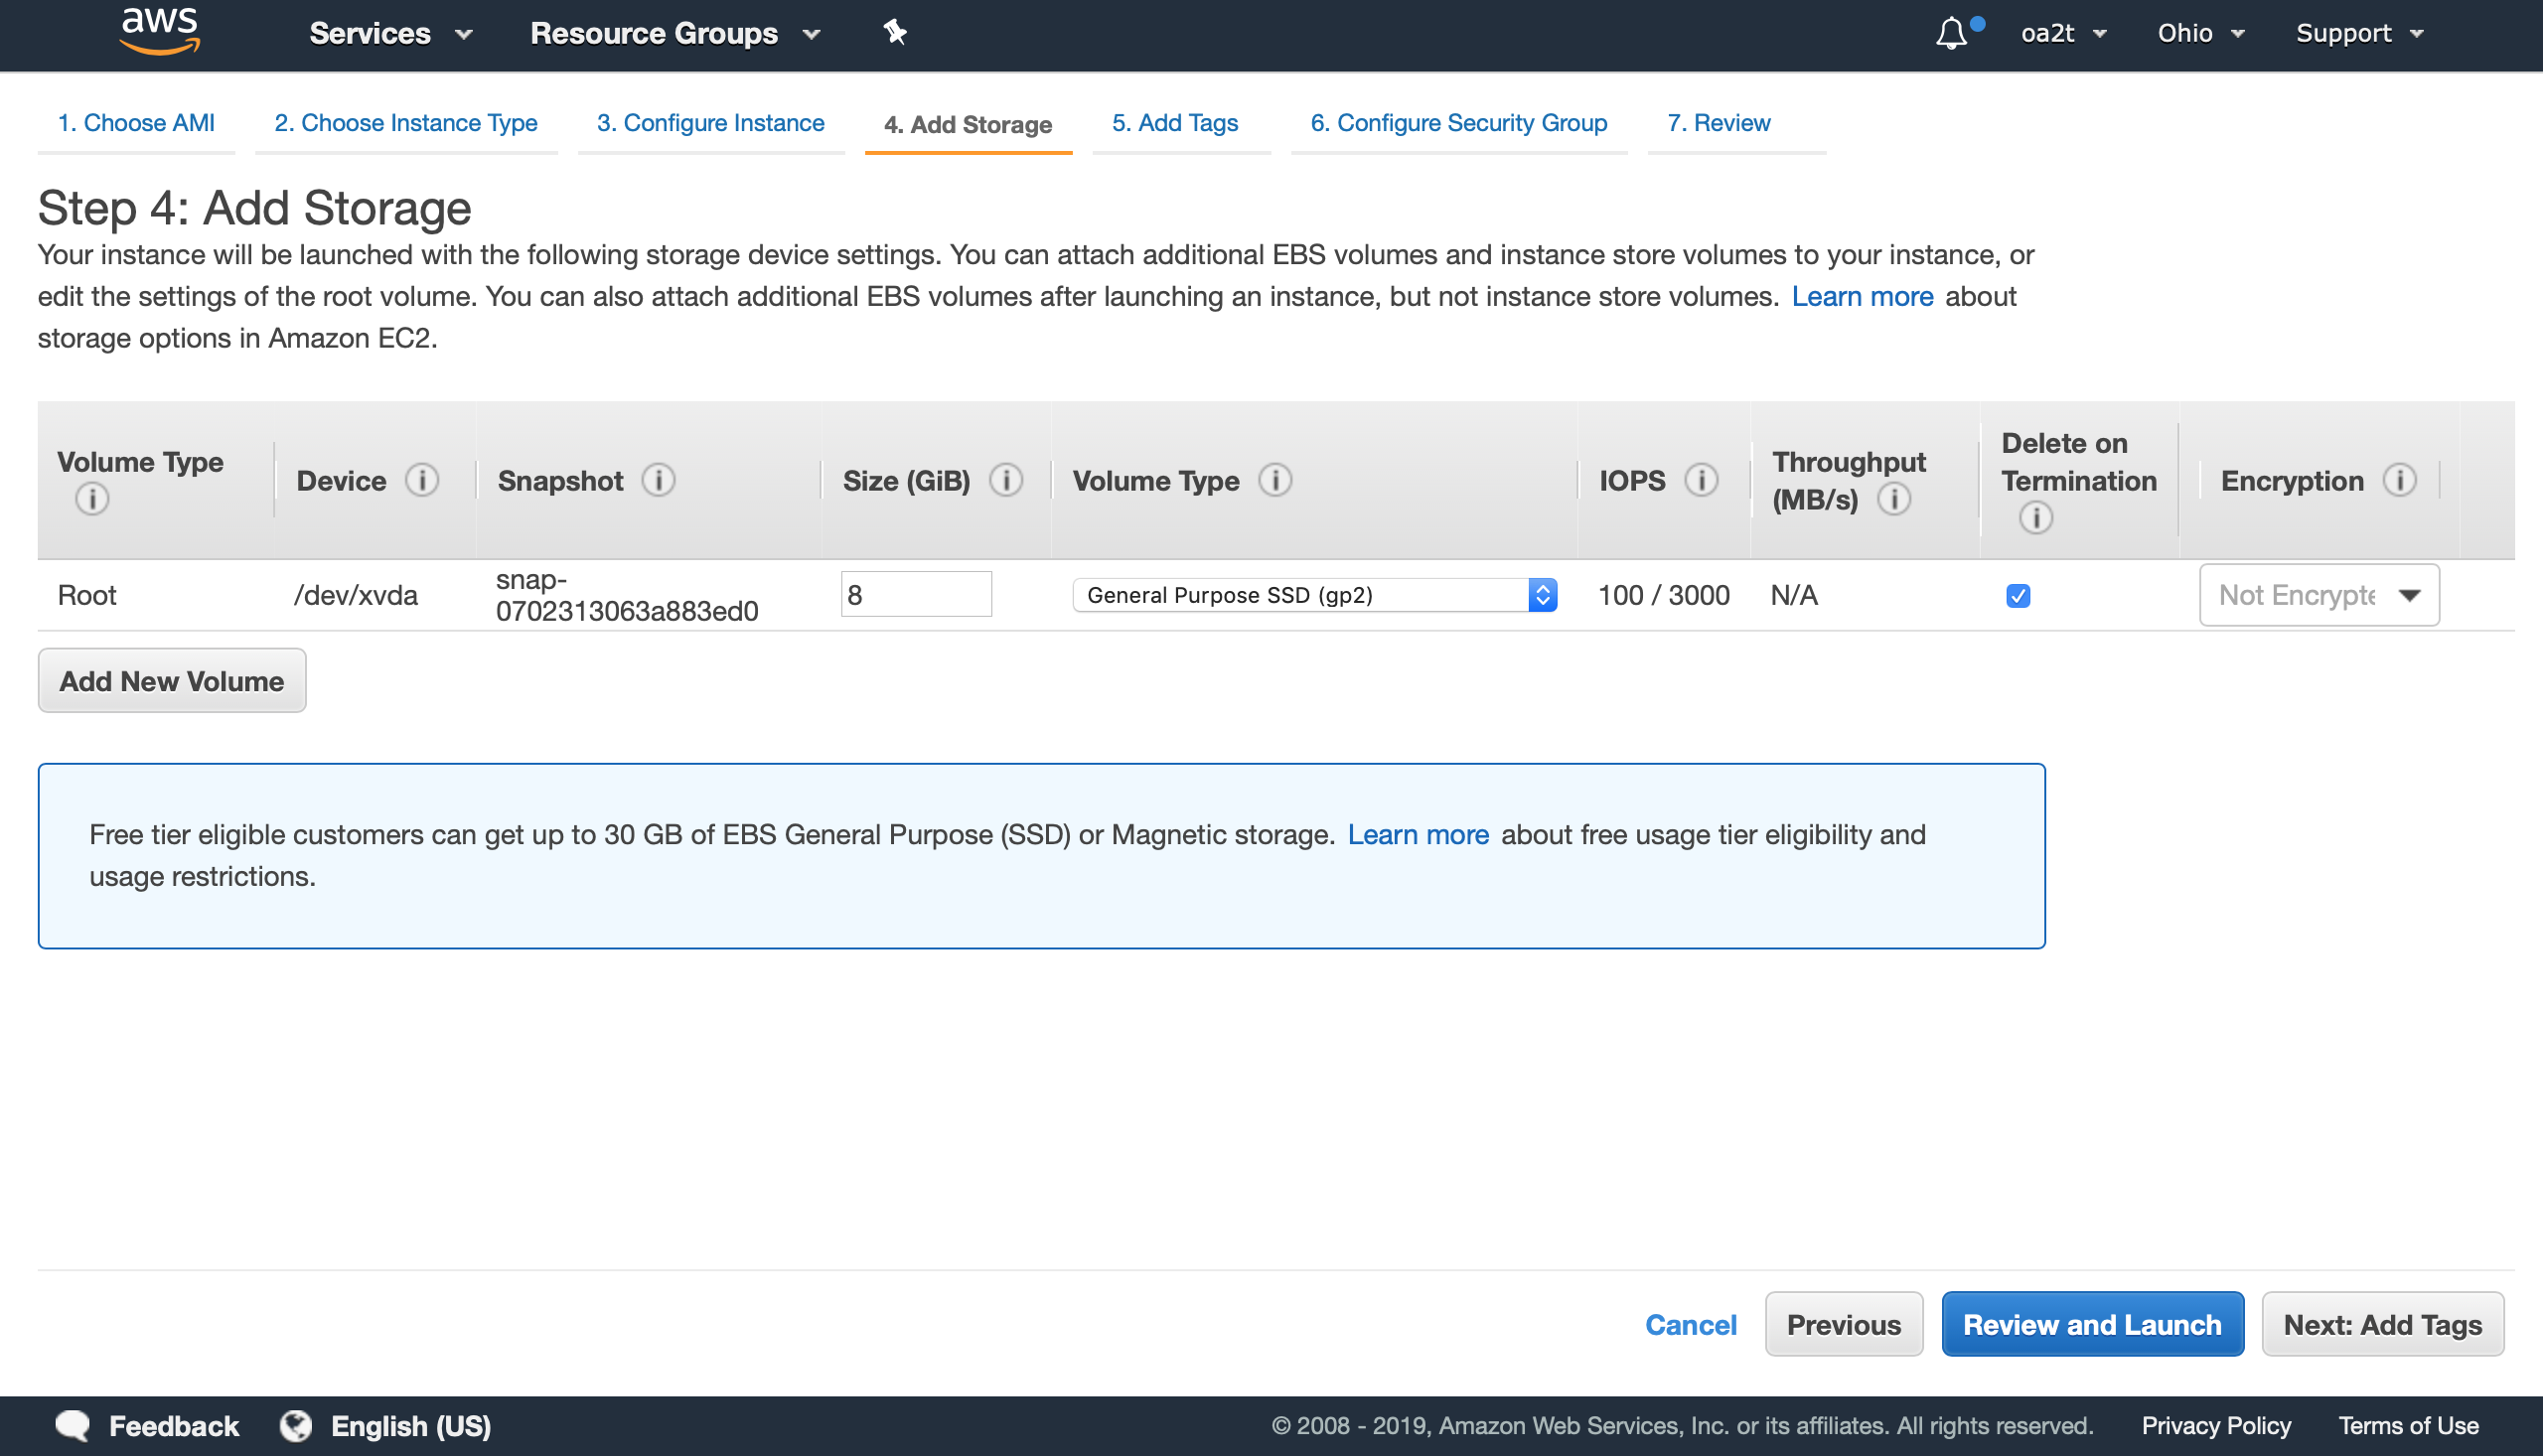 aws
Services
Resource Groups
oa2t
Ohio
Support
1. Choose AMI
2. Choose Instance Type
3. Configure Instance
4. Add Storage
5. Add Tags
6. Configure Security Group
7. Review
Step 4: Add Storage
Your instance will be launched with the following storage device settings. You can attach additional EBS volumes and instance store volumes to your instance, or
edit the settings of the root volume. You can also attach additional EBS volumes after launching an instance, but not instance store volumes. Learn more about
storage options in Amazon EC2.
Volume Type
Device
Snapshot
Size (GiB)
Volume Type
IOPS
Throughput
(MB/s)
Delete on
Termination
Encryption
Root
/dev/xvda
snap-
0702313063a883ed0
8
General Purpose SSD (gp2)
100 / 3000
N/A
Not Encrypte
Add New Volume
Free tier eligible customers can get up to 30 GB of EBS General Purpose (SSD) or Magnetic storage. Learn more about free usage tier eligibility and
usage restrictions.
Cancel
Previous
Review and Launch
Next: Add Tags
Feedback
English (US)
© 2008 - 2019, Amazon Web Services, Inc. or its affiliates. All rights reserved.
Privacy Policy
Terms of Use